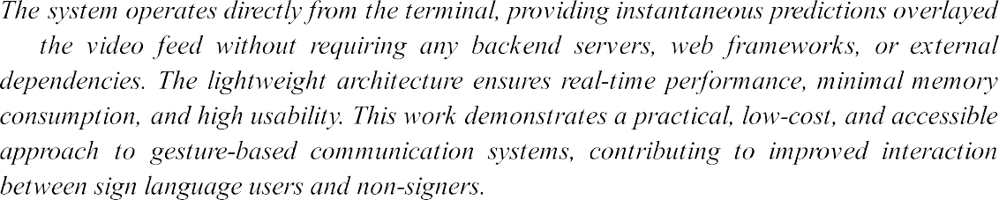 The system operates directly from the terminal, providing instantaneous predictions overlayed
the video feed without requiring any backend servers, web frameworks, or external
dependencies. The lightweight architecture ensures real-time performance, minimal memory
consumption, and high usability. This work demonstrates a practical, low-cost, and accessible
approach to gesture-based communication systems, contributing to improved interaction
between sign language users and non-signers.